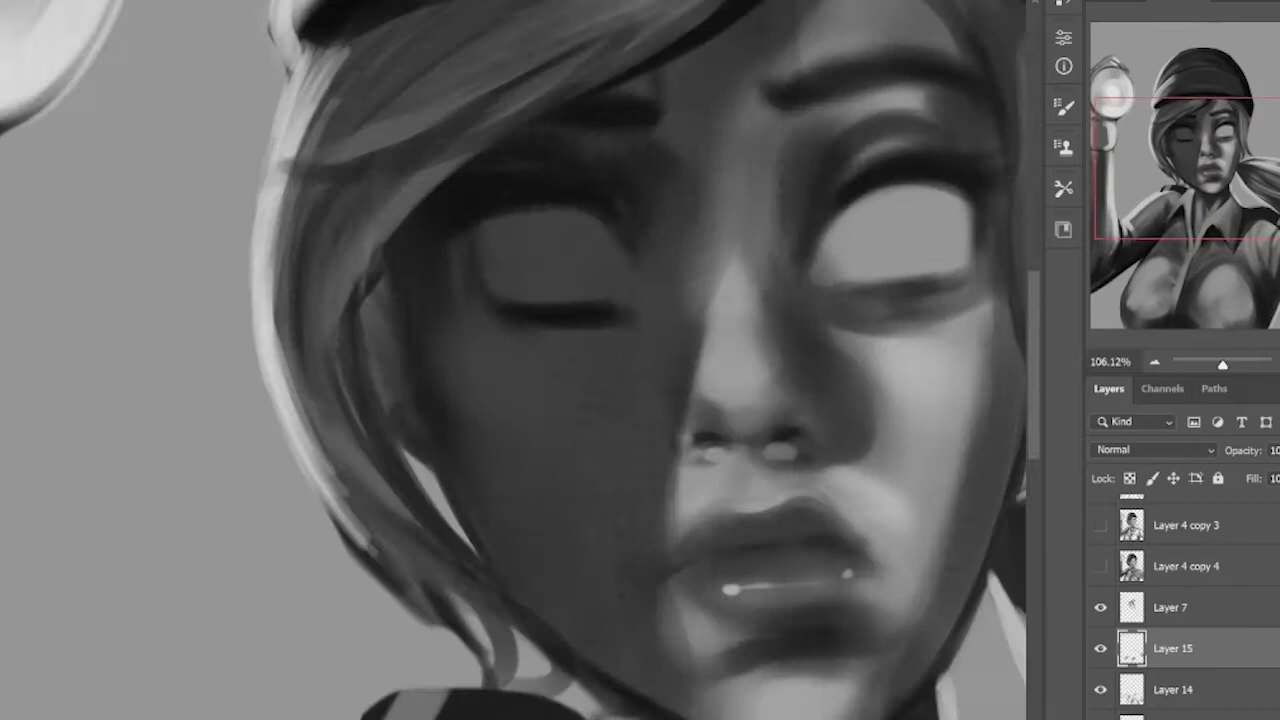 106.12%
Layers Channels Paths
Kind
Normal Opacity: 10
Lock: Fill: 10
Layer 4 copy 3
Layer 4 copy 4
Layer 7
Layer 15
Layer 14